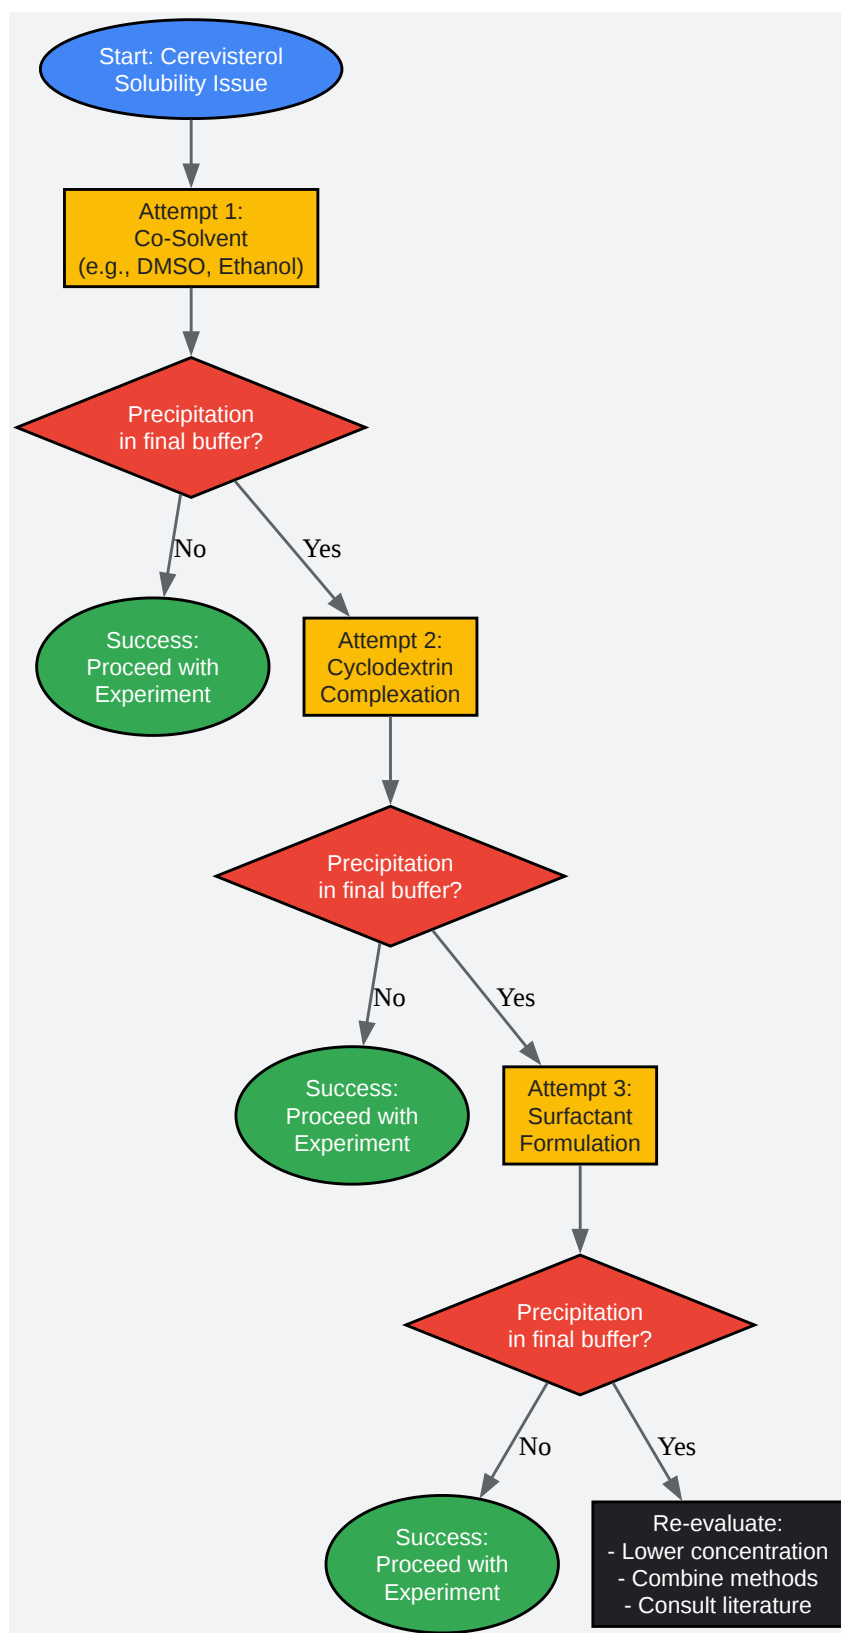 Start: Cerevisterol
Solubility Issue
Attempt 1:
Co-Solvent
(e.g., DMSO, Ethanol)
Precipitation
in final buffer?
No
Yes
Success:
Proceed with
Experiment
Attempt 2:
Cyclodextrin
Complexation
Precipitation
in final buffer?
No
Yes
Success:
Proceed with
Experiment
Attempt 3:
Surfactant
Formulation
Precipitation
in final buffer?
No
Yes
Success:
Proceed with
Experiment
Re-evaluate:
- Lower concentration
- Combine methods
- Consult literature